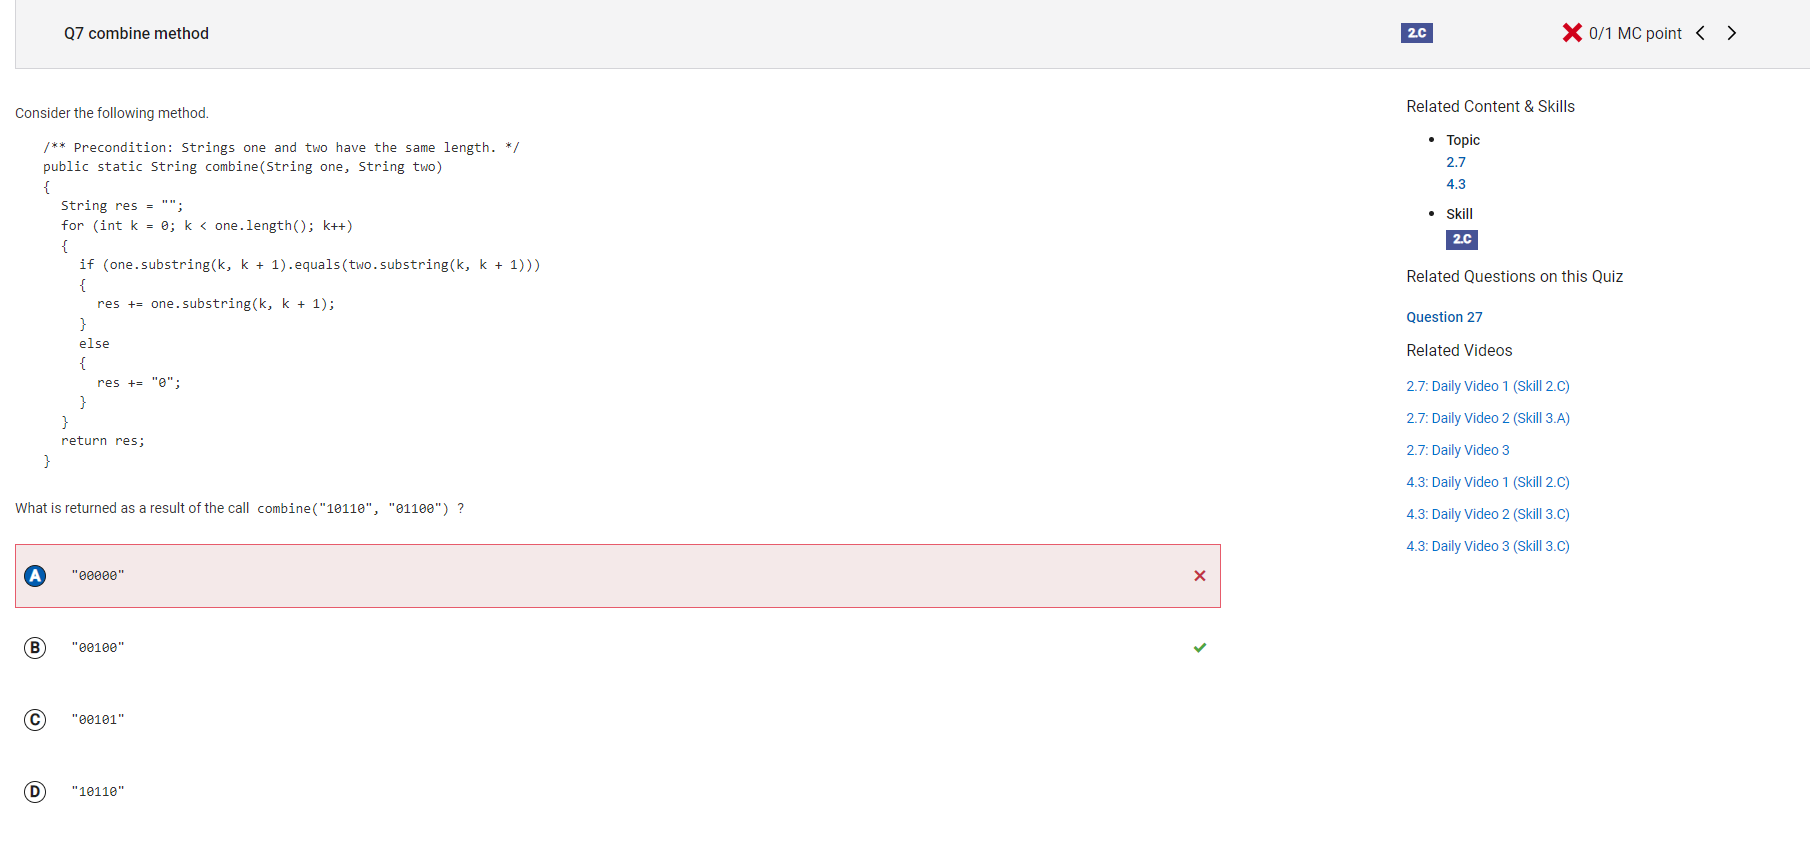 Q7 combine method
2.C
0/1 MC point
Consider the following method.
/** Precondition: Strings one and two have the same length. */
public static String combine(String one, String two)
{
String res = "";
for (int k = 0; k < one.length(); k++)
{
if (one.substring(k, k + 1).equals(two.substring(k, k + 1)))
{
res += one.substring(k, k + 1);
}
else
{
res += "0";
}
}
return res;
}
What is returned as a result of the call combine("10110", "01100") ?
A "00000"
B "00100"
C "00101"
D "10110"
Related Content & Skills
• Topic
2.7
4.3
• Skill
2.C
Related Questions on this Quiz
Question 27
Related Videos
2.7: Daily Video 1 (Skill 2.C)
2.7: Daily Video 2 (Skill 3.A)
2.7: Daily Video 3
4.3: Daily Video 1 (Skill 2.C)
4.3: Daily Video 2 (Skill 3.C)
4.3: Daily Video 3 (Skill 3.C)